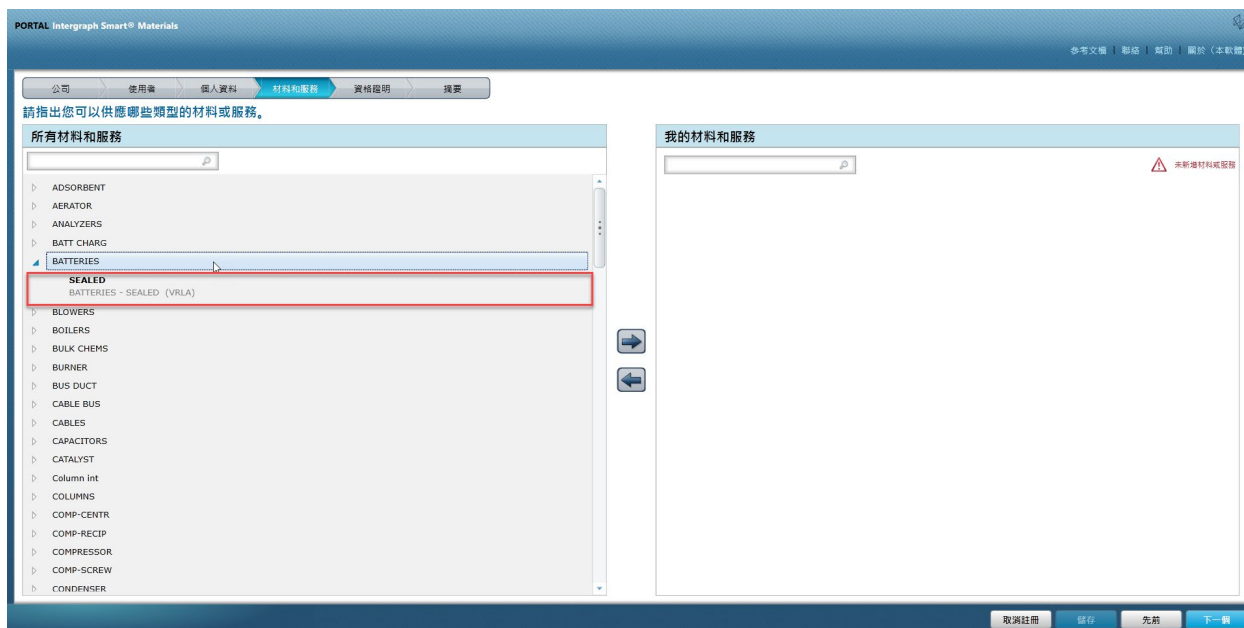 PORTAL Intergraph Smart® Materials
參考文檔 聯絡 幫助 關於（本軟體
公司 使用者 個人資料 材料和服務 資格證明 摘要
請指出您可以供應哪些類型的材料或服務。
所有材料和服務
ADSORBENT
AERATOR
ANALYZERS
BATT CHARG
BATTERIES
SEALED
BATTERIES - SEALED (VRLA)
BLOWERS
BOILERS
BULK CHEMS
BURNER
BUS DUCT
CABLE BUS
CABLES
CAPACITORS
CATALYST
Column int
COLUMNS
COMP-CENTR
COMP-RECIP
COMPRESSOR
COMP-SCREW
CONDENSER
我的材料和服務
未新增材料或服務
取消註冊 儲存 先前 下一個